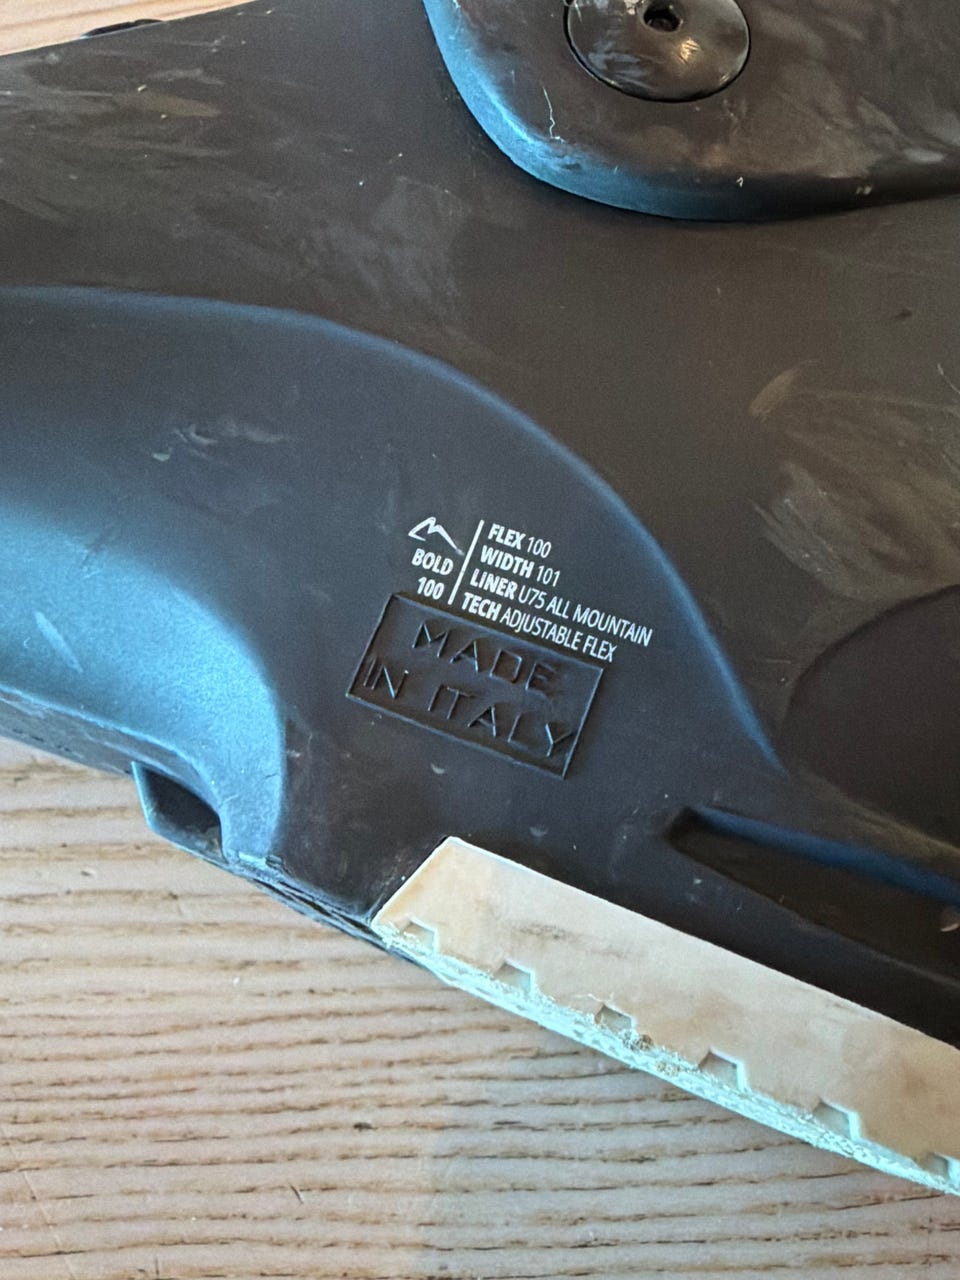 BOLD
100
FLEX 100
WIDTH 101
LINER U75 ALL MOUNTAIN
TECH ADJUSTABLE FLEX
MADE
IN ITALY